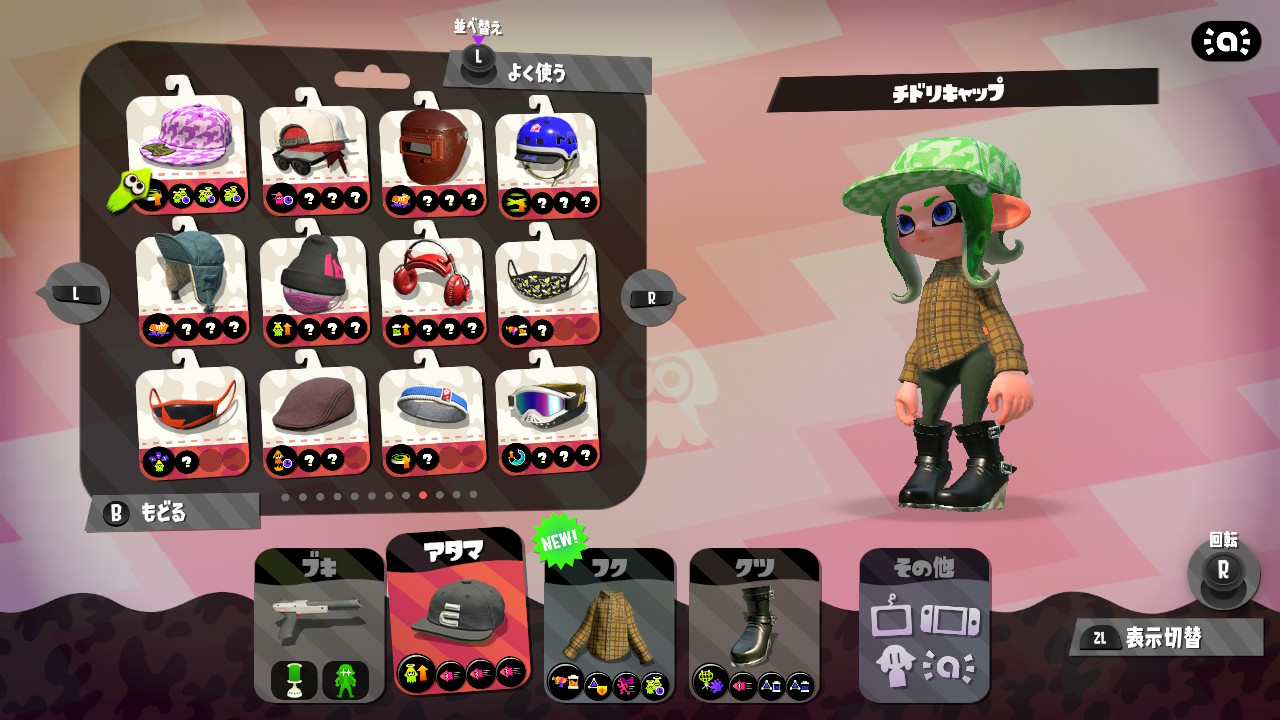 並べ替え
L
よく使う
チドリキャップ
? ? ?
? ? ?
? ? ?
? ? ?
? ? ?
? ? ?
?
L
R
?
? ?
?
? ? ?
B もどる
NEW!
ブキ
アタマ
フク
クツ
その他
回転
R
ZL 表示切替